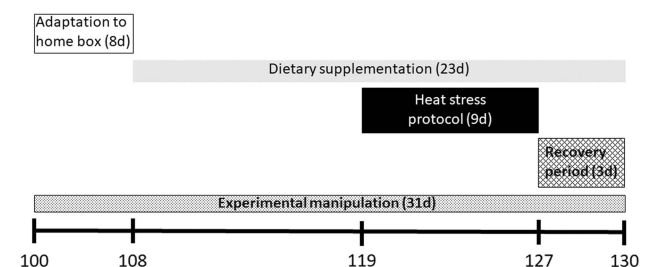 Adaptation to
home box (8d)
Dietary supplementation (23d)
Heat stress
protocol (9d)
Recovery
period (3d)
Experimental manipulation (31d)
100 108 119 127 130